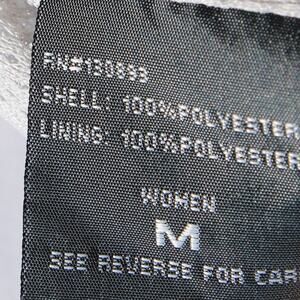 RN#130893
SHELL: 100%POLYESTER
LINING: 100%POLYESTER
WOMEN
M
SEE REVERSE FOR CAR